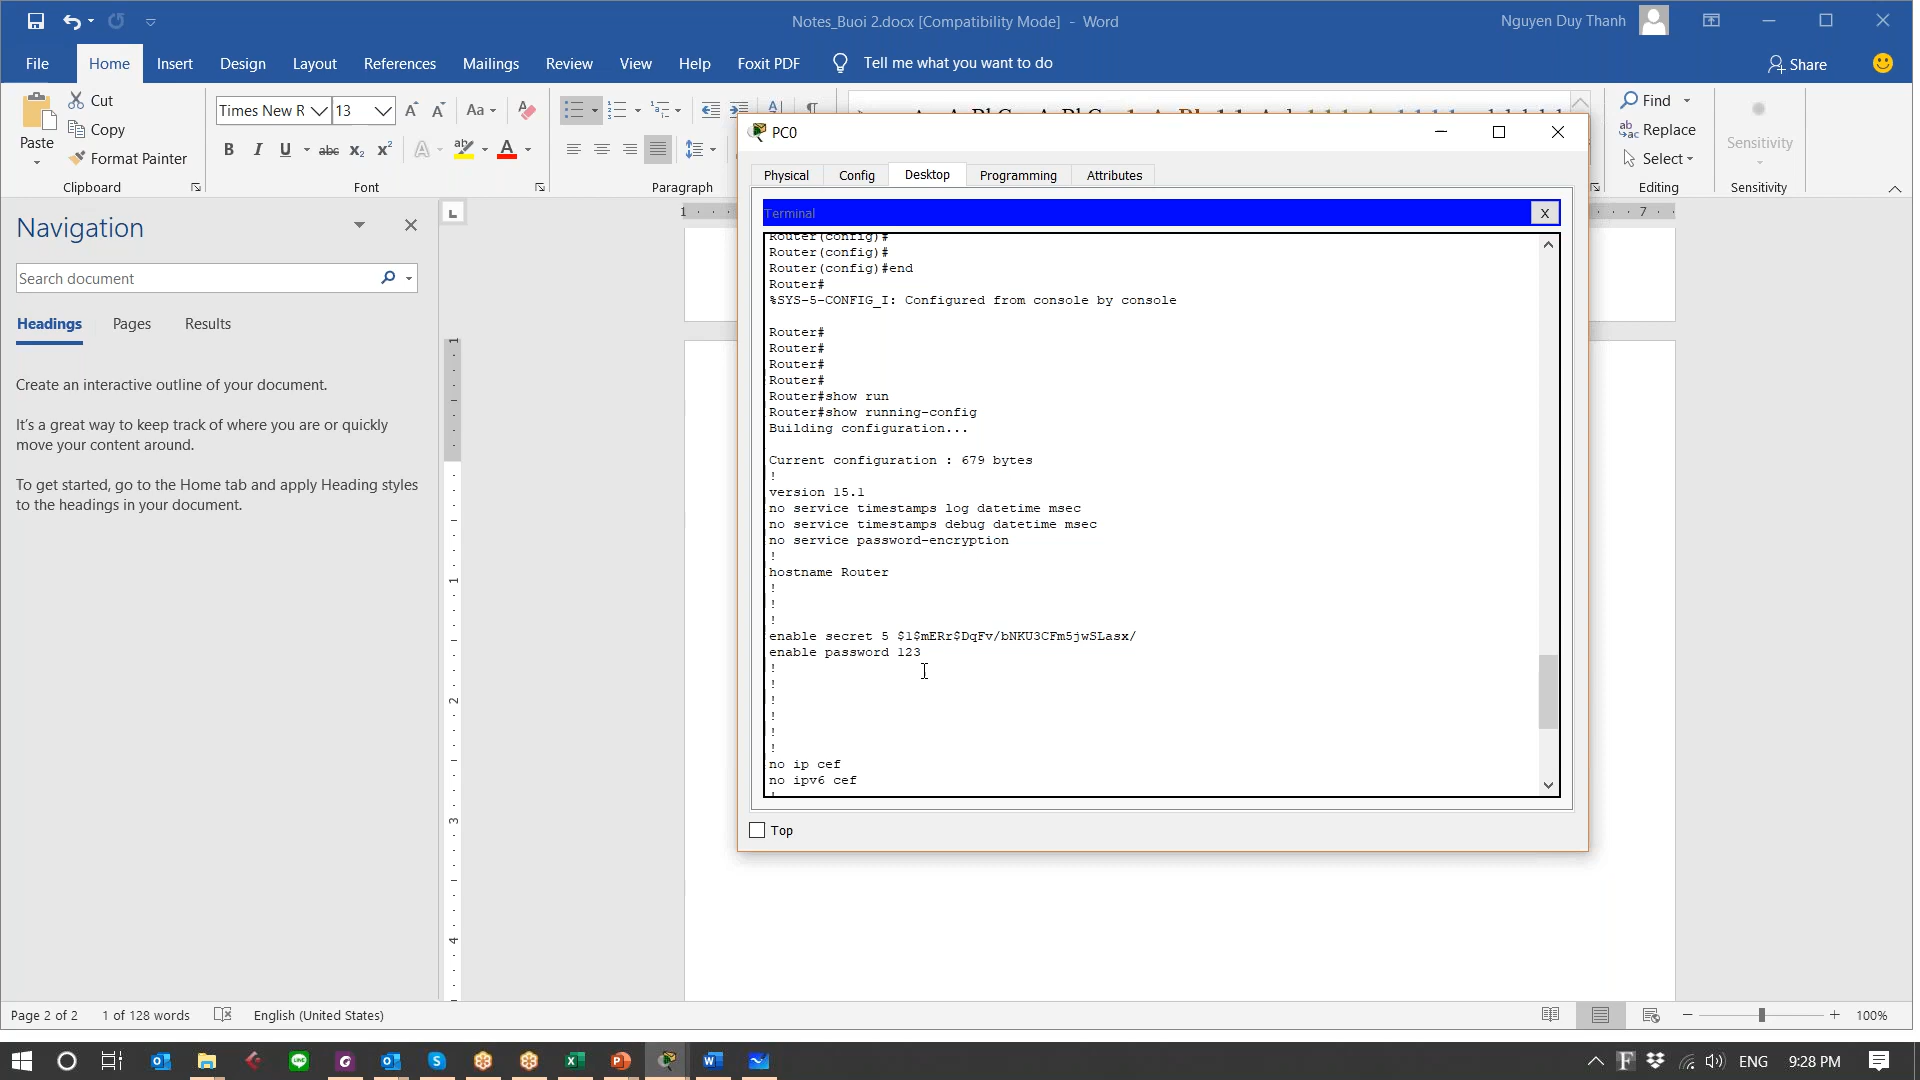 Notes_Buoi 2.docx [Compatibility Mode] - Word
Nguyen Duy Thanh
File
Home
Insert
Design
Layout
References
Mailings
Review
View
Help
Foxit PDF
Tell me what you want to do
Share
Paste
Cut
Copy
Format Painter
Clipboard
Times New R
13
Font
Paragraph
Find
Replace
Select
Editing
Sensitivity
Sensitivity
Navigation
Search document
Headings
Pages
Results
Create an interactive outline of your document.
It's a great way to keep track of where you are or quickly
move your content around.
To get started, go to the Home tab and apply Heading styles
to the headings in your document.
PC0
Physical
Config
Desktop
Programming
Attributes
Terminal
X
Router(config)#
Router(config)#
Router(config)#end
Router#
%SYS-5-CONFIG_I: Configured from console by console
Router#
Router#
Router#
Router#
Router#show run
Router#show running-config
Building configuration...
Current configuration : 679 bytes
!
version 15.1
no service timestamps log datetime msec
no service timestamps debug datetime msec
no service password-encryption
!
hostname Router
!
!
!
enable secret 5 $1$mERr$DqFv/bNKU3CFm5jwSLasx/
enable password 123
!
!
!
!
!
!
no ip cef
no ipv6 cef
!
Top
Page 2 of 2
1 of 128 words
English (United States)
100%
ENG
9:28 PM